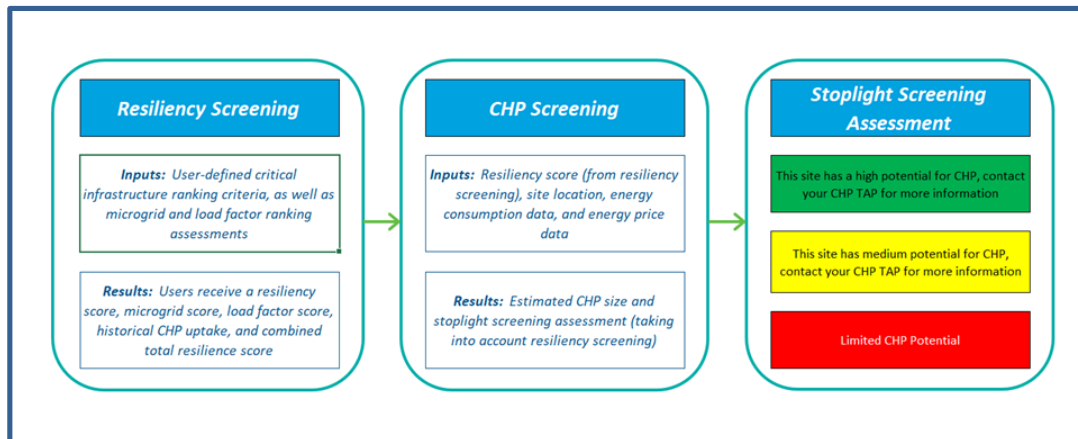 Resiliency Screening
Inputs: User-defined critical
infrastructure ranking criteria, as well as
microgrid and load factor ranking
assessments
Results: Users receive a resiliency
score, microgrid score, load factor score,
historical CHP uptake, and combined
total resilience score
CHP Screening
Inputs: Resiliency score (from resiliency
screening), site location, energy
consumption data, and energy price
data
Results: Estimated CHP size and
stoplight screening assessment (taking
into account resiliency screening)
Stoplight Screening
Assessment
This site has a high potential for CHP, contact
your CHP TAP for more information
This site has medium potential for CHP,
contact your CHP TAP for more information
Limited CHP Potential